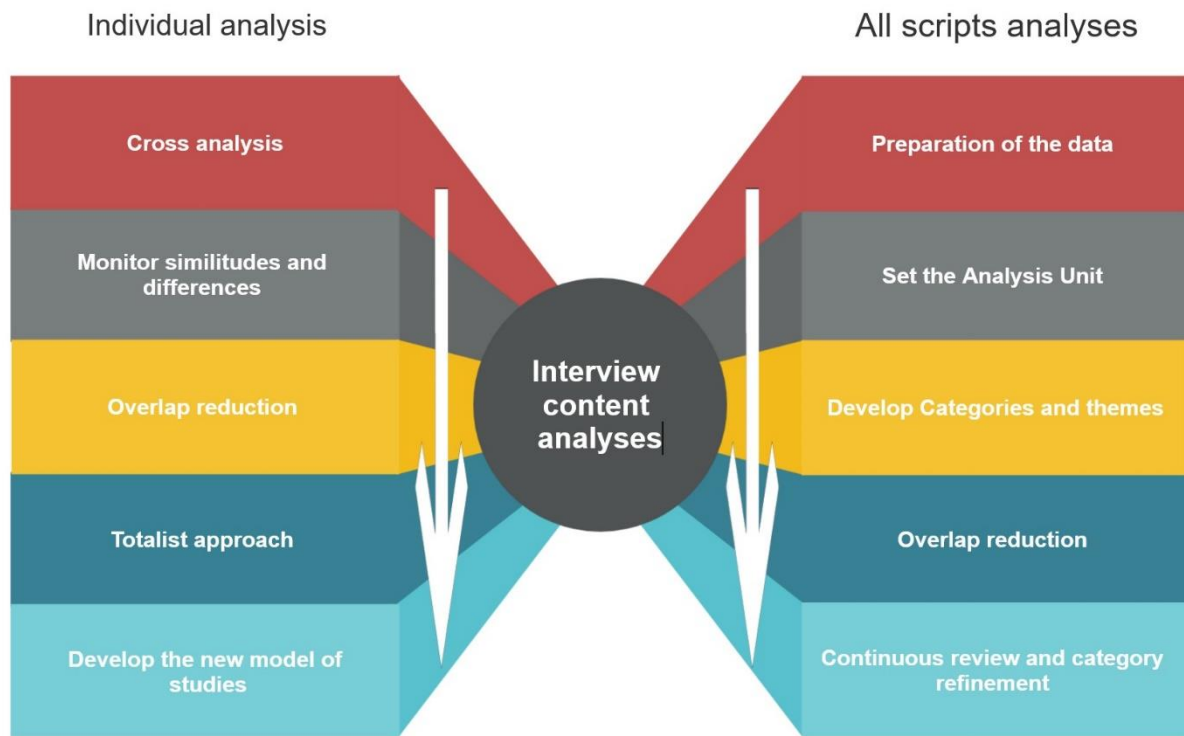 Individual analysis
All scripts analyses
Cross analysis
Monitor similitudes and
differences
Overlap reduction
Totalist approach
Develop the new model of
studies
Interview
content
analyses
Preparation of the data
Set the Analysis Unit
Develop Categories and themes
Overlap reduction
Continuous review and category
refinement